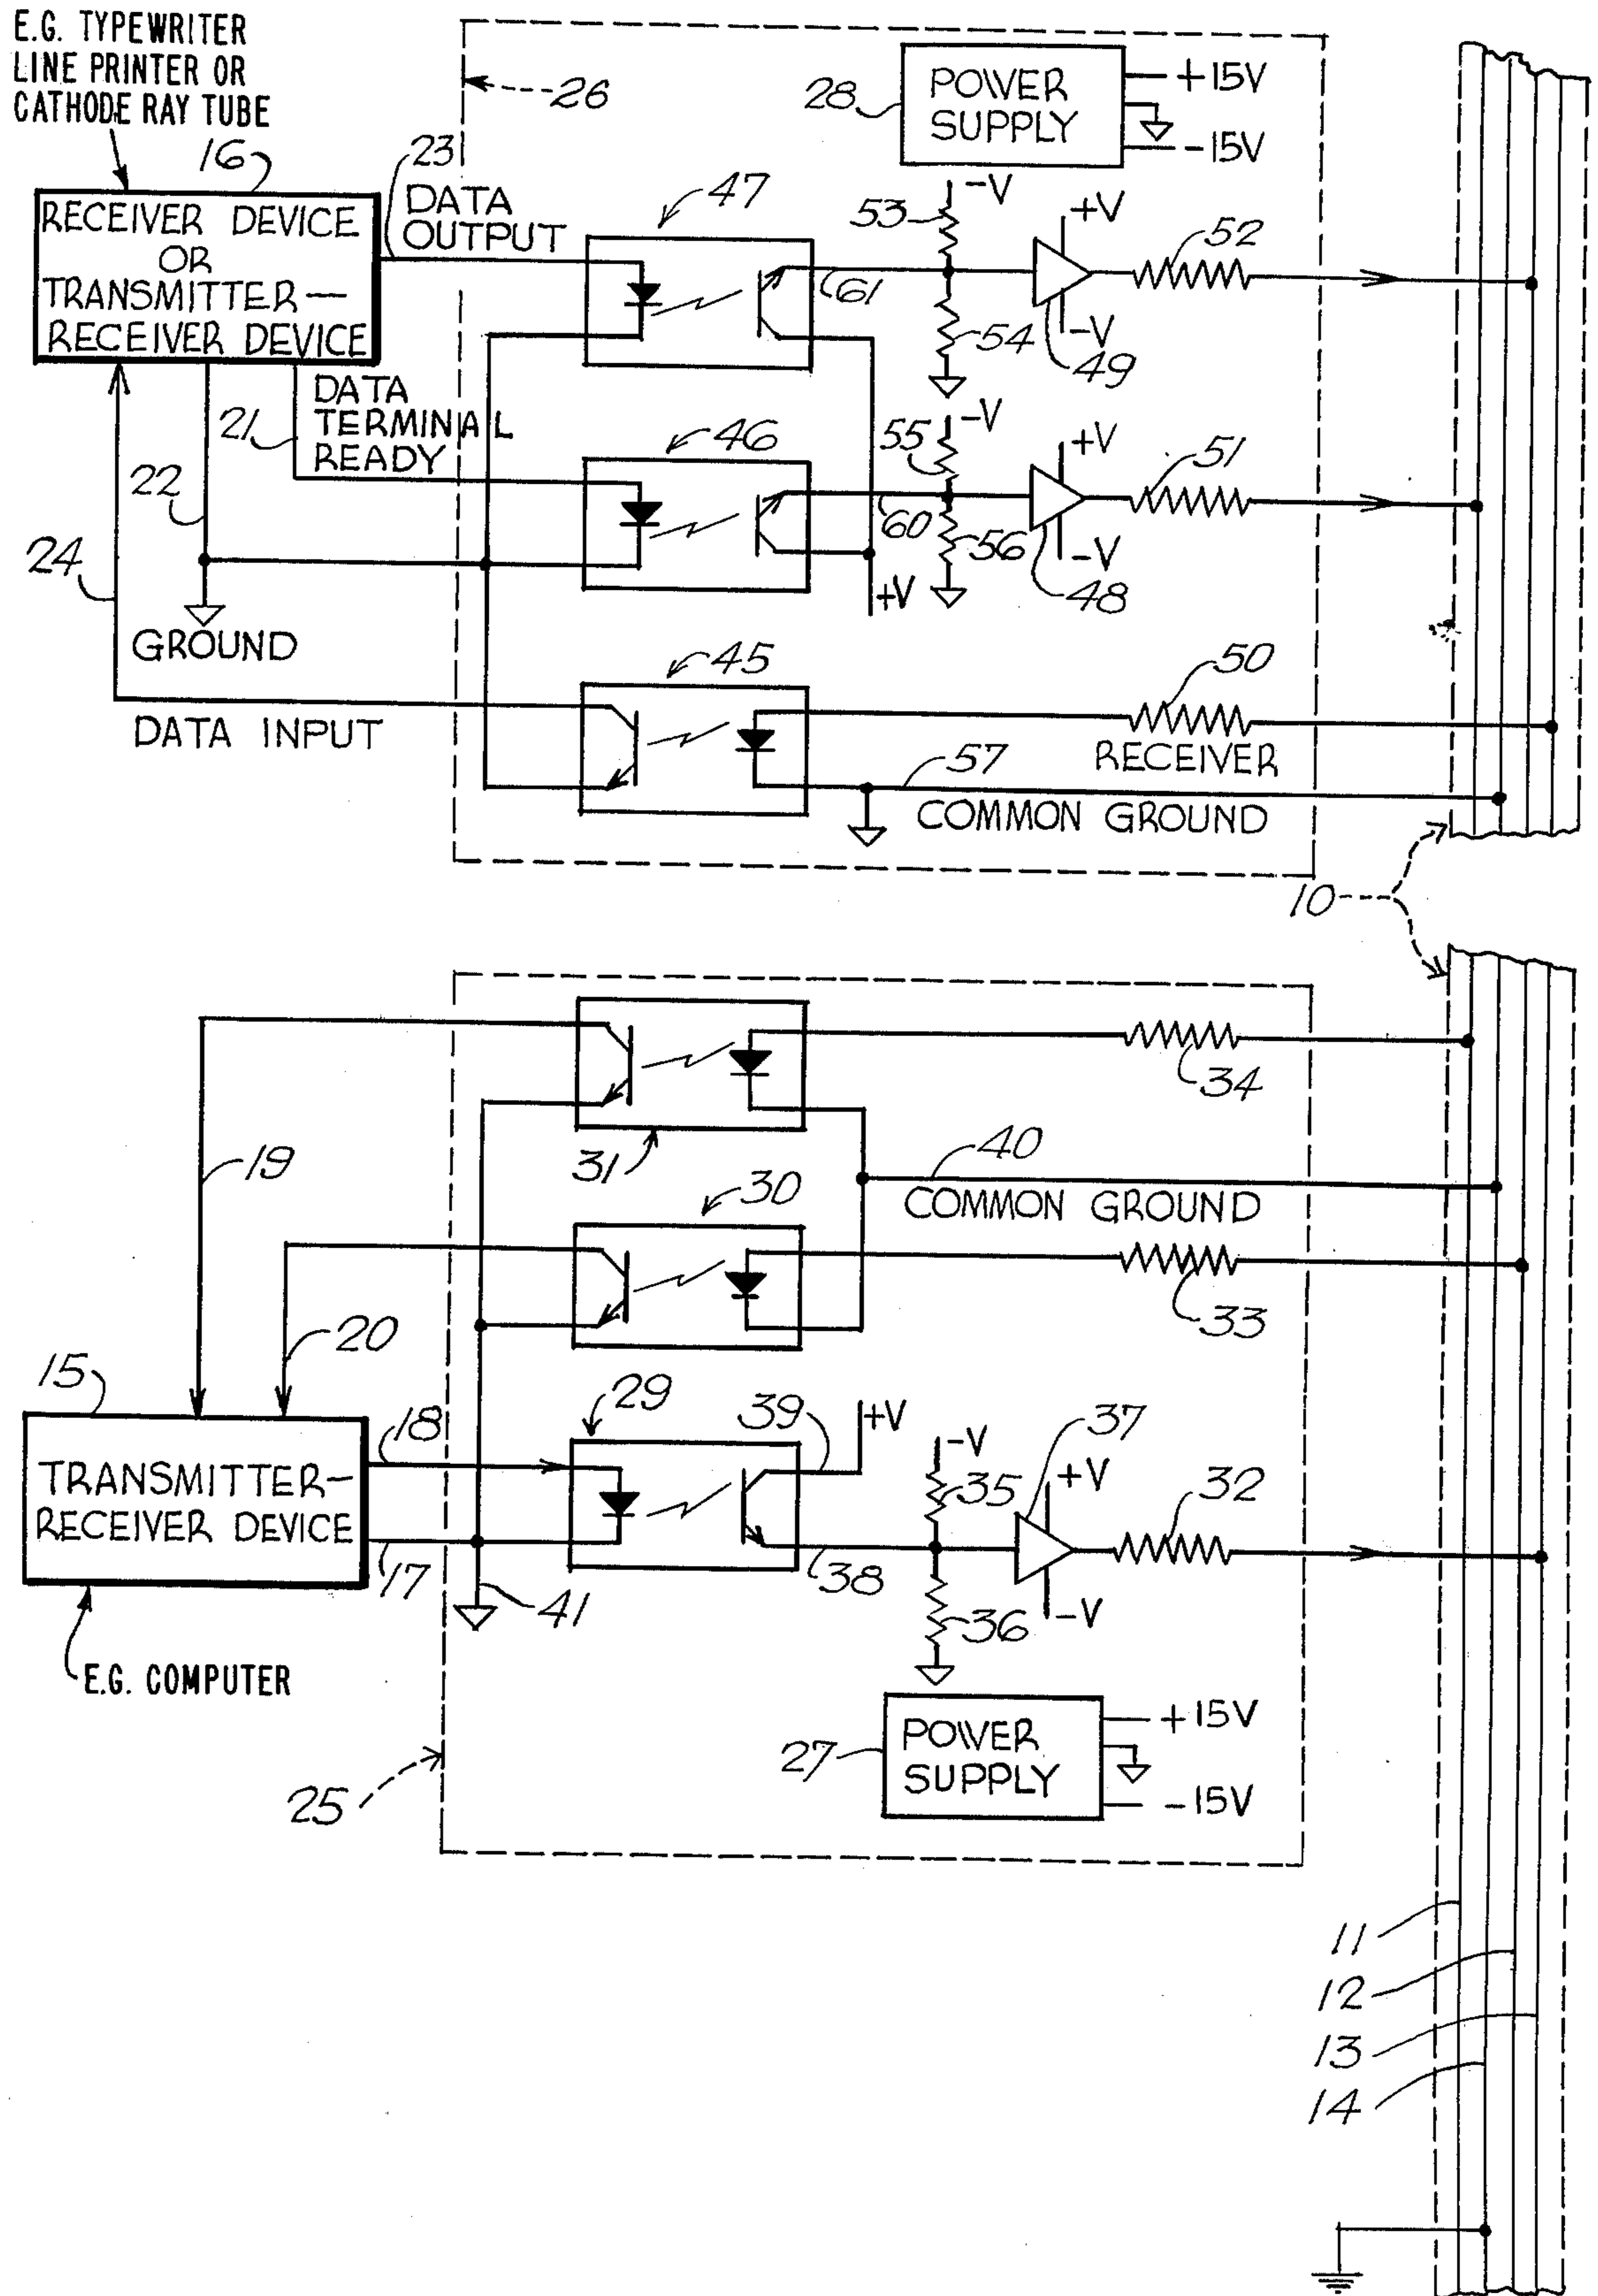 E.G. TYPEWRITER
LINE PRINTER OR
CATHODE RAY TUBE
16
RECEIVER DEVICE
OR
TRANSMITTER—
RECEIVER DEVICE
23
DATA
OUTPUT
26
28
POWER
SUPPLY
+15V
-15V
47
61
53
-V
54
+V
-V
49
52
21
DATA
TERMINAL
READY
22
24
GROUND
DATA INPUT
46
60
+V
55
-V
56
+V
-V
48
51
45
50
RECEIVER
57
COMMON GROUND
10
19
20
31
34
40
COMMON GROUND
30
33
15
TRANSMITTER—
RECEIVER DEVICE
18
17
41
E.G. COMPUTER
29
39
+V
38
35
-V
36
37
+V
-V
32
27
POWER
SUPPLY
+15V
-15V
25
11
12
13
14